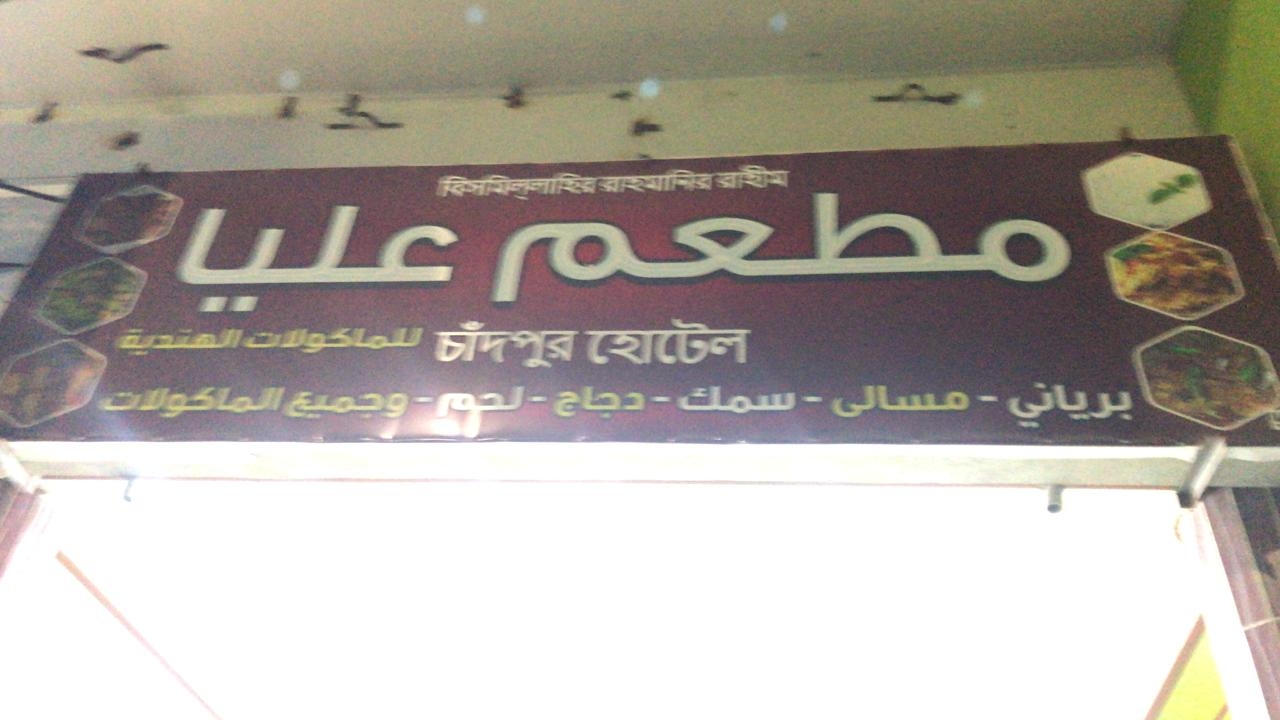 বিসমিল্লাহির রাহমানির রাহীম
مطعم عليا
চাঁদপুর হোটেল للماكولات الهندية
برياني - مسالى - سمك - دجاج - لحم - وجميع الماكولات